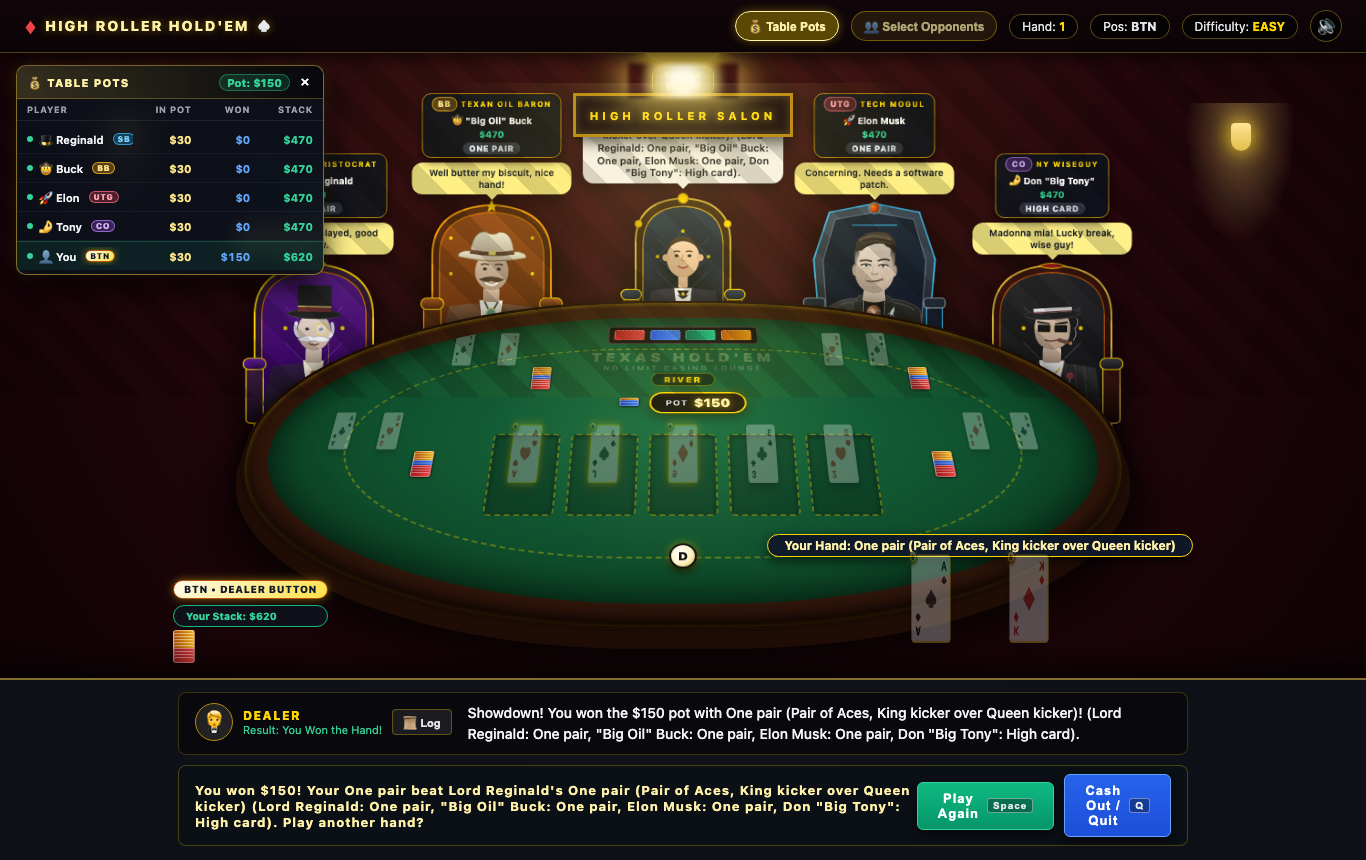 HIGH ROLLER HOLD'EM
Table Pots
Select Opponents
Hand: 1
Pos: BTN
Difficulty: EASY
TABLE POTS
Pot: $150
×
PLAYER IN POT WON STACK
Reginald SB $30 $0 $470
Buck BB $30 $0 $470
Elon UTG $30 $0 $470
Tony CO $30 $0 $470
You BTN $30 $150 $620
BB TEXAN OIL BARON
"Big Oil" Buck
$470
ONE PAIR
Well butter my biscuit, nice
hand!
HIGH ROLLER SALON
Reginald: One pair, "Big Oil" Buck:
One pair, Elon Musk: One pair, Don
"Big Tony": High card).
UTG TECH MOGUL
Elon Musk
$470
ONE PAIR
Concerning. Needs a software
patch.
CO NY WISEGUY
Don "Big Tony"
$470
HIGH CARD
Madonna mia! Lucky break,
wise guy!
TEXAS HOLD'EM
NO LIMIT CASINO LOUNGE
RIVER
POT $150
D
Your Hand: One pair (Pair of Aces, King kicker over Queen kicker)
A
K
BTN • DEALER BUTTON
Your Stack: $620
DEALER
Result: You Won the Hand!
Log
Showdown! You won the $150 pot with One pair (Pair of Aces, King kicker over Queen kicker)! (Lord
Reginald: One pair, "Big Oil" Buck: One pair, Elon Musk: One pair, Don "Big Tony": High card).
You won $150! Your One pair beat Lord Reginald's One pair (Pair of Aces, King kicker over Queen
kicker) (Lord Reginald: One pair, "Big Oil" Buck: One pair, Elon Musk: One pair, Don "Big Tony":
High card). Play another hand?
Play
Again
Space
Cash
Out /
Quit
Q